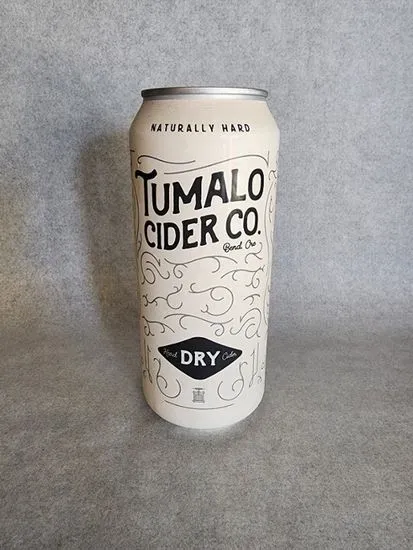 NATURALLY HARD
TUMALO
CIDER CO.
Bend, Ore
Hard DRY Cider